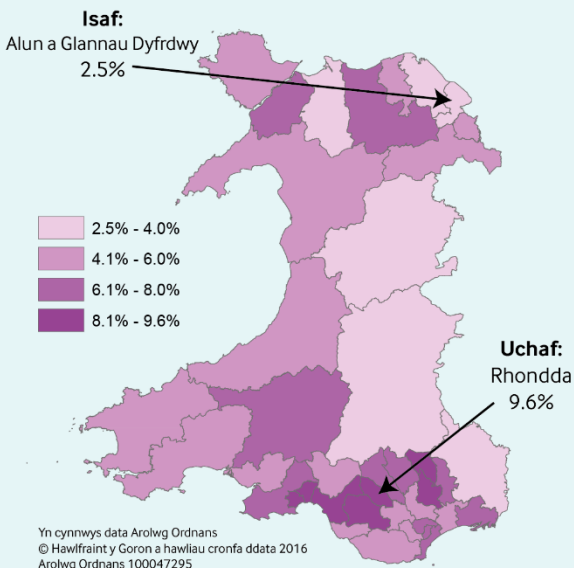 Isaf:
Alun a Glannau Dyfrdwy
2.5%
2.5% - 4.0%
4.1% - 6.0%
6.1% - 8.0%
8.1% - 9.6%
Uchaf:
Rhondda
9.6%
Yn cynnwys data Arolwg Ordnans
© Hawlfraint y Goron a hawliau cronfa ddata 2016
Arolwg Ordnans 100047295